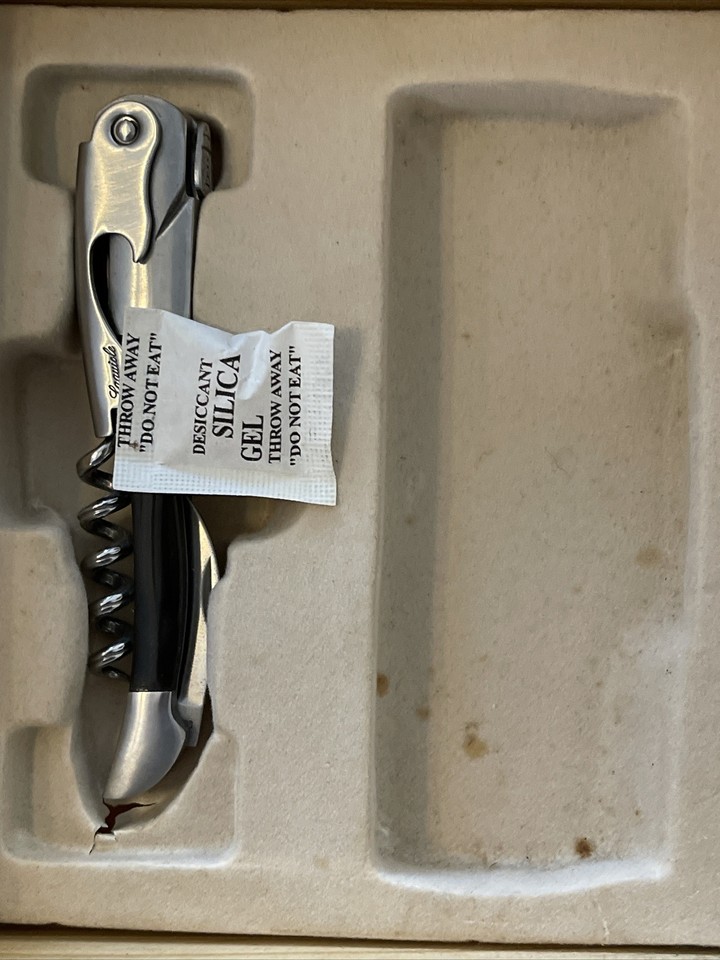 THROW AWAY
"DO NOT EAT"
DESICCANT
SILICA
GEL
THROW AWAY
"DO NOT EAT"